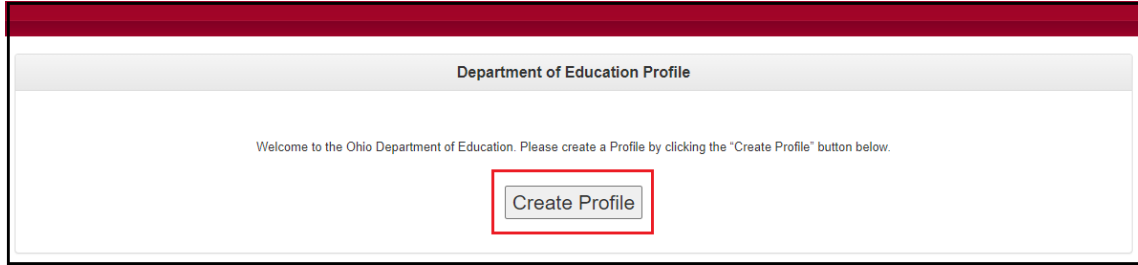 Department of Education Profile
Welcome to the Ohio Department of Education. Please create a Profile by clicking the “Create Profile” button below.
Create Profile